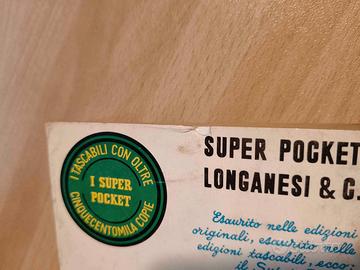 I TASCABILI CON OLTRE
I SUPER
POCKET
CINQUECENTOMILA COPIE
SUPER POCKET
LONGANESI & C.
Esaurito nelle edizioni
originali, esaurito nelle
edizioni tascabili, ecco